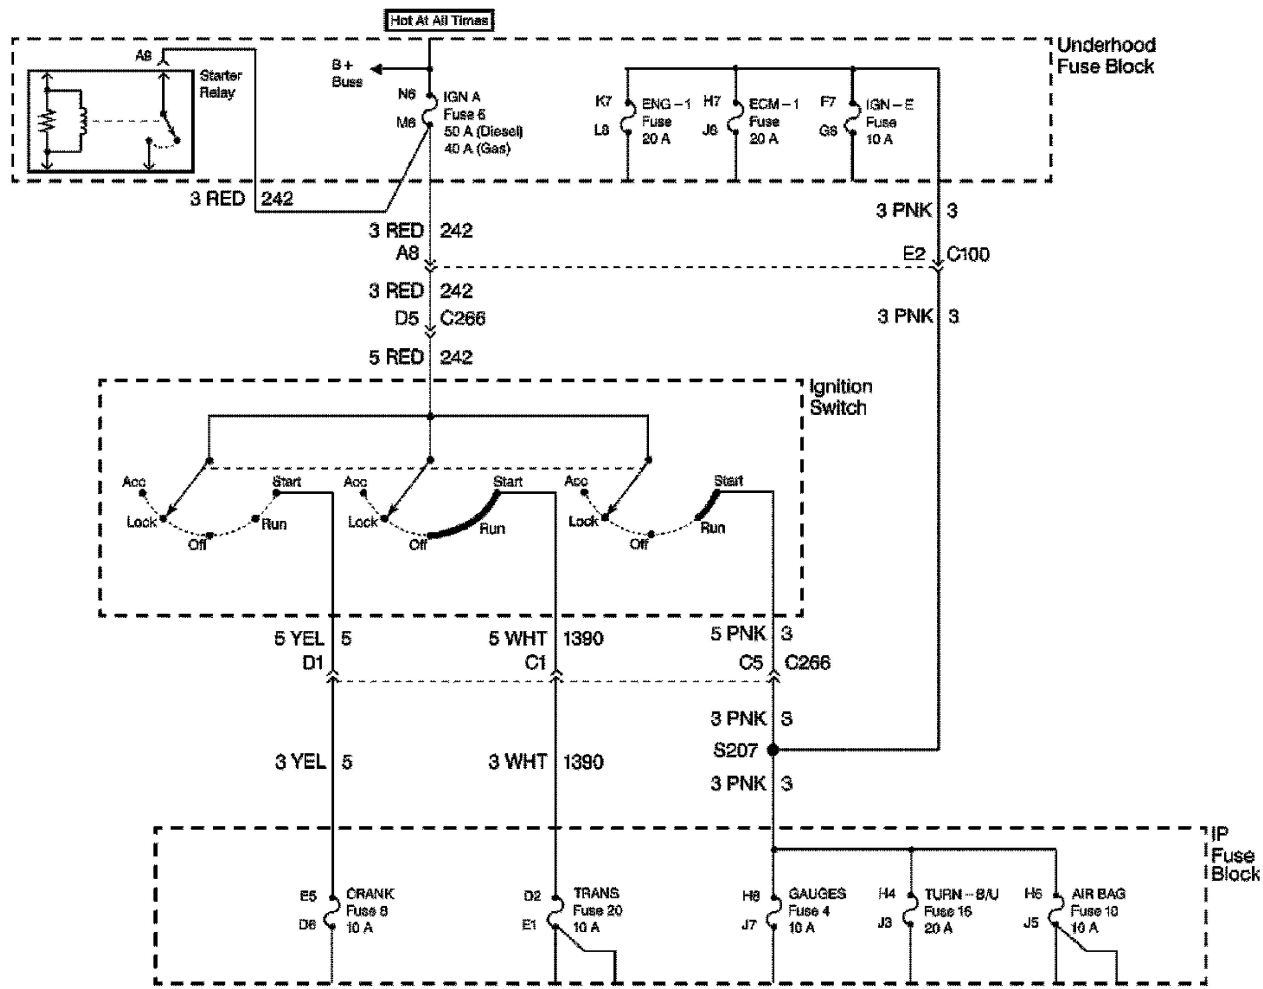 Hot At All Times
Underhood
Fuse Block
A9
Starter
Relay
B +
Buss
N6
M6
IGN A
Fuse 6
50 A (Diesel)
40 A (Gas)
K7
L8
ENG – 1
Fuse
20 A
H7
J8
ECM – 1
Fuse
20 A
F7
G8
IGN – E
Fuse
10 A
3 RED 242
3 RED 242
A8
3 PNK 3
E2 C100
3 RED 242
D5 C266
3 PNK 3
5 RED 242
Ignition
Switch
Acc
Lock
Off
Run
Start
Acc
Lock
Off
Run
Start
Acc
Lock
Off
Run
Start
5 YEL 5
D1
5 WHT 1390
C1
5 PNK 3
C5 C266
3 PNK 3
S207
3 YEL 5
3 WHT 1390
3 PNK 3
IP
Fuse
Block
E5
D6
CRANK
Fuse 8
10 A
D2
E1
TRANS
Fuse 20
10 A
H8
J7
GAUGES
Fuse 4
10 A
H4
J3
TURN – B/U
Fuse 16
20 A
H6
J5
AIR BAG
Fuse 10
10 A